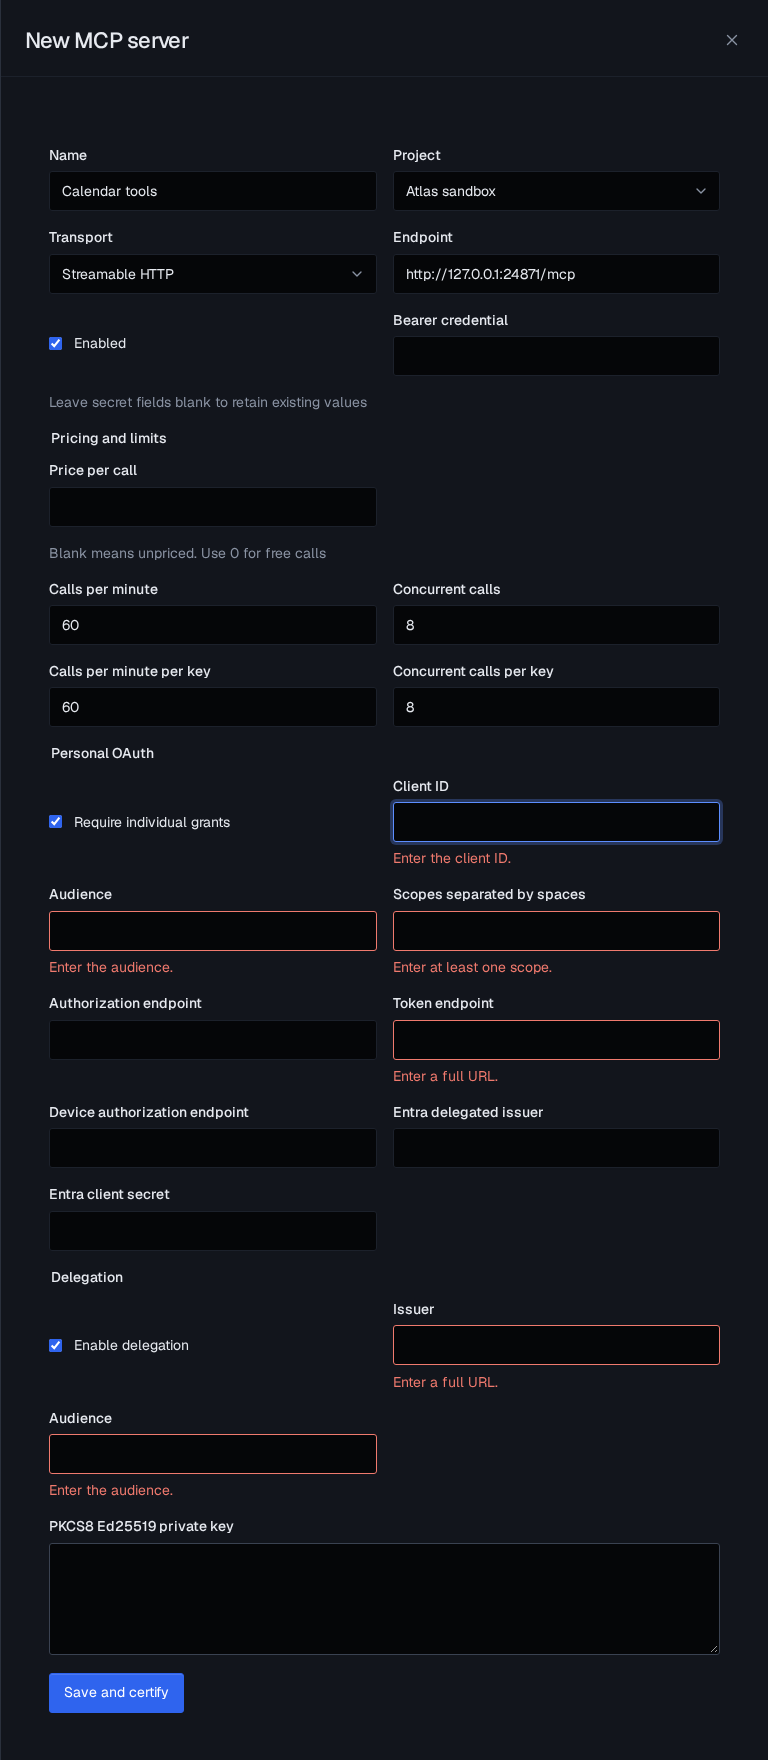 New MCP server
Name
Project
Calendar tools
Atlas sandbox
Transport
Endpoint
Streamable HTTP
http://127.0.0.1:24871/mcp
Enabled
Bearer credential
Leave secret fields blank to retain existing values
Pricing and limits
Price per call
Blank means unpriced. Use 0 for free calls
Calls per minute
Concurrent calls
60
8
Calls per minute per key
Concurrent calls per key
60
8
Personal OAuth
Require individual grants
Client ID
Enter the client ID.
Audience
Scopes separated by spaces
Enter the audience.
Enter at least one scope.
Authorization endpoint
Token endpoint
Enter a full URL.
Device authorization endpoint
Entra delegated issuer
Entra client secret
Delegation
Enable delegation
Issuer
Enter a full URL.
Audience
Enter the audience.
PKCS8 Ed25519 private key
Save and certify